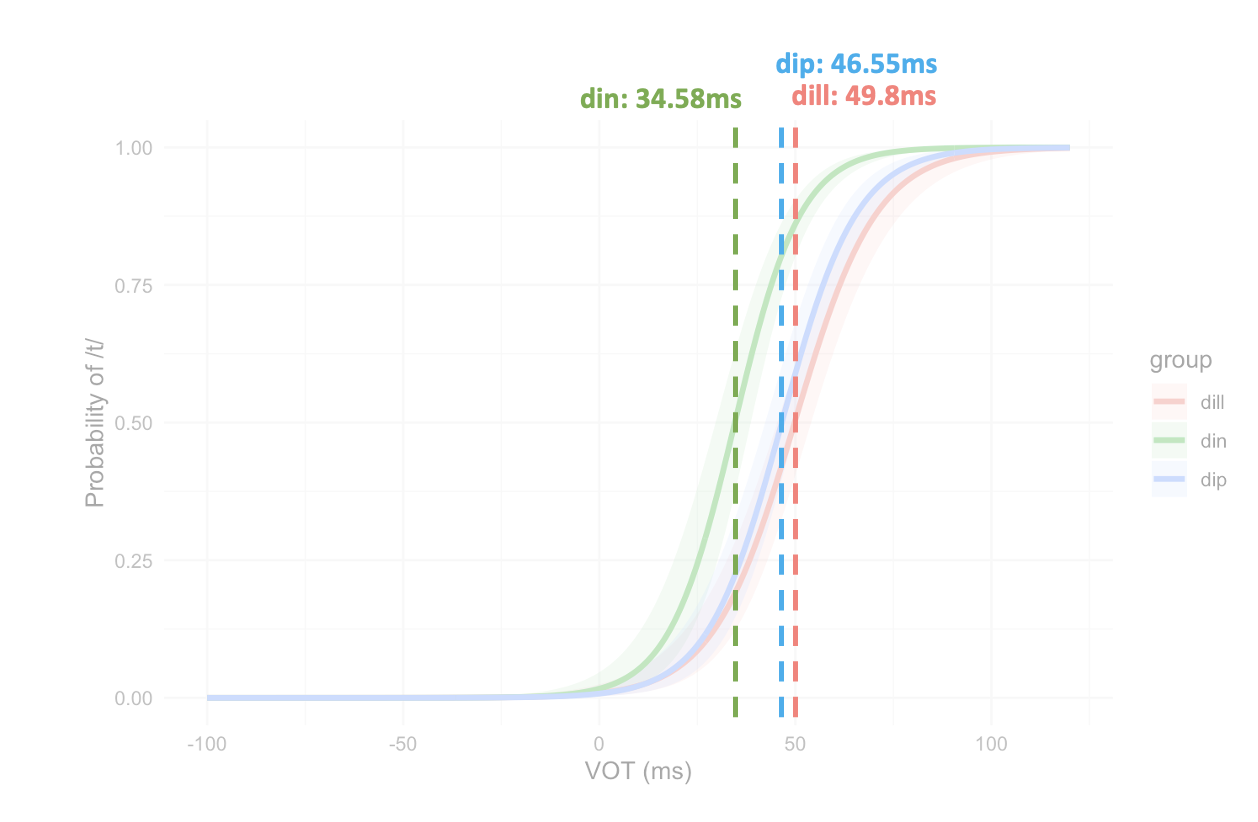 dip: 46.55ms
din: 34.58ms
dill: 49.8ms
1.00
0.75
0.50
0.25
0.00
Probability of /t/
-100
-50
0
50
100
VOT (ms)
group
dill
din
dip